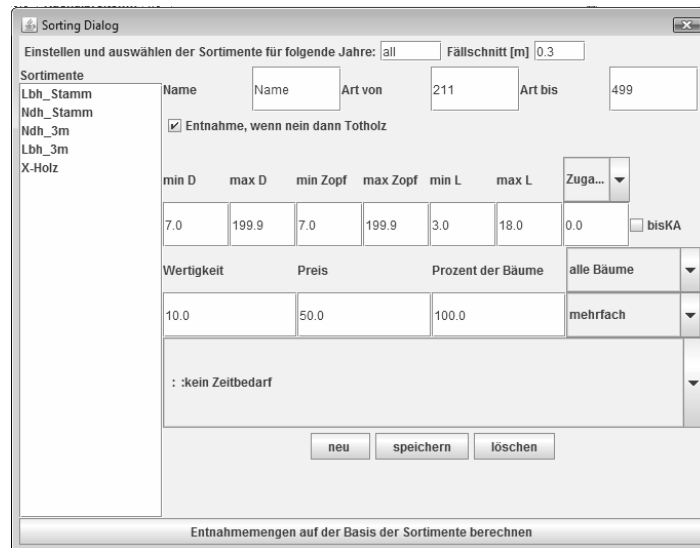 Sorting Dialog
Einstellen und auswählen der Sortimente für folgende Jahre: all Fällschnitt [m] 0.3
Sortimente
Lbh_Stamm
Ndh_Stamm
Ndh_3m
Lbh_3m
X-Holz
Name Name Art von 211 Art bis 499
Entnahme, wenn nein dann Totholz
min D max D min Zopf max Zopf min L max L Zuga...
7.0 199.9 7.0 199.9 3.0 18.0 0.0 bisKA
Wertigkeit Preis Prozent der Bäume alle Bäume
10.0 50.0 100.0 mehrfach
: :kein Zeitbedarf
neu speichern löschen
Entnahmemengen auf der Basis der Sortimente berechnen